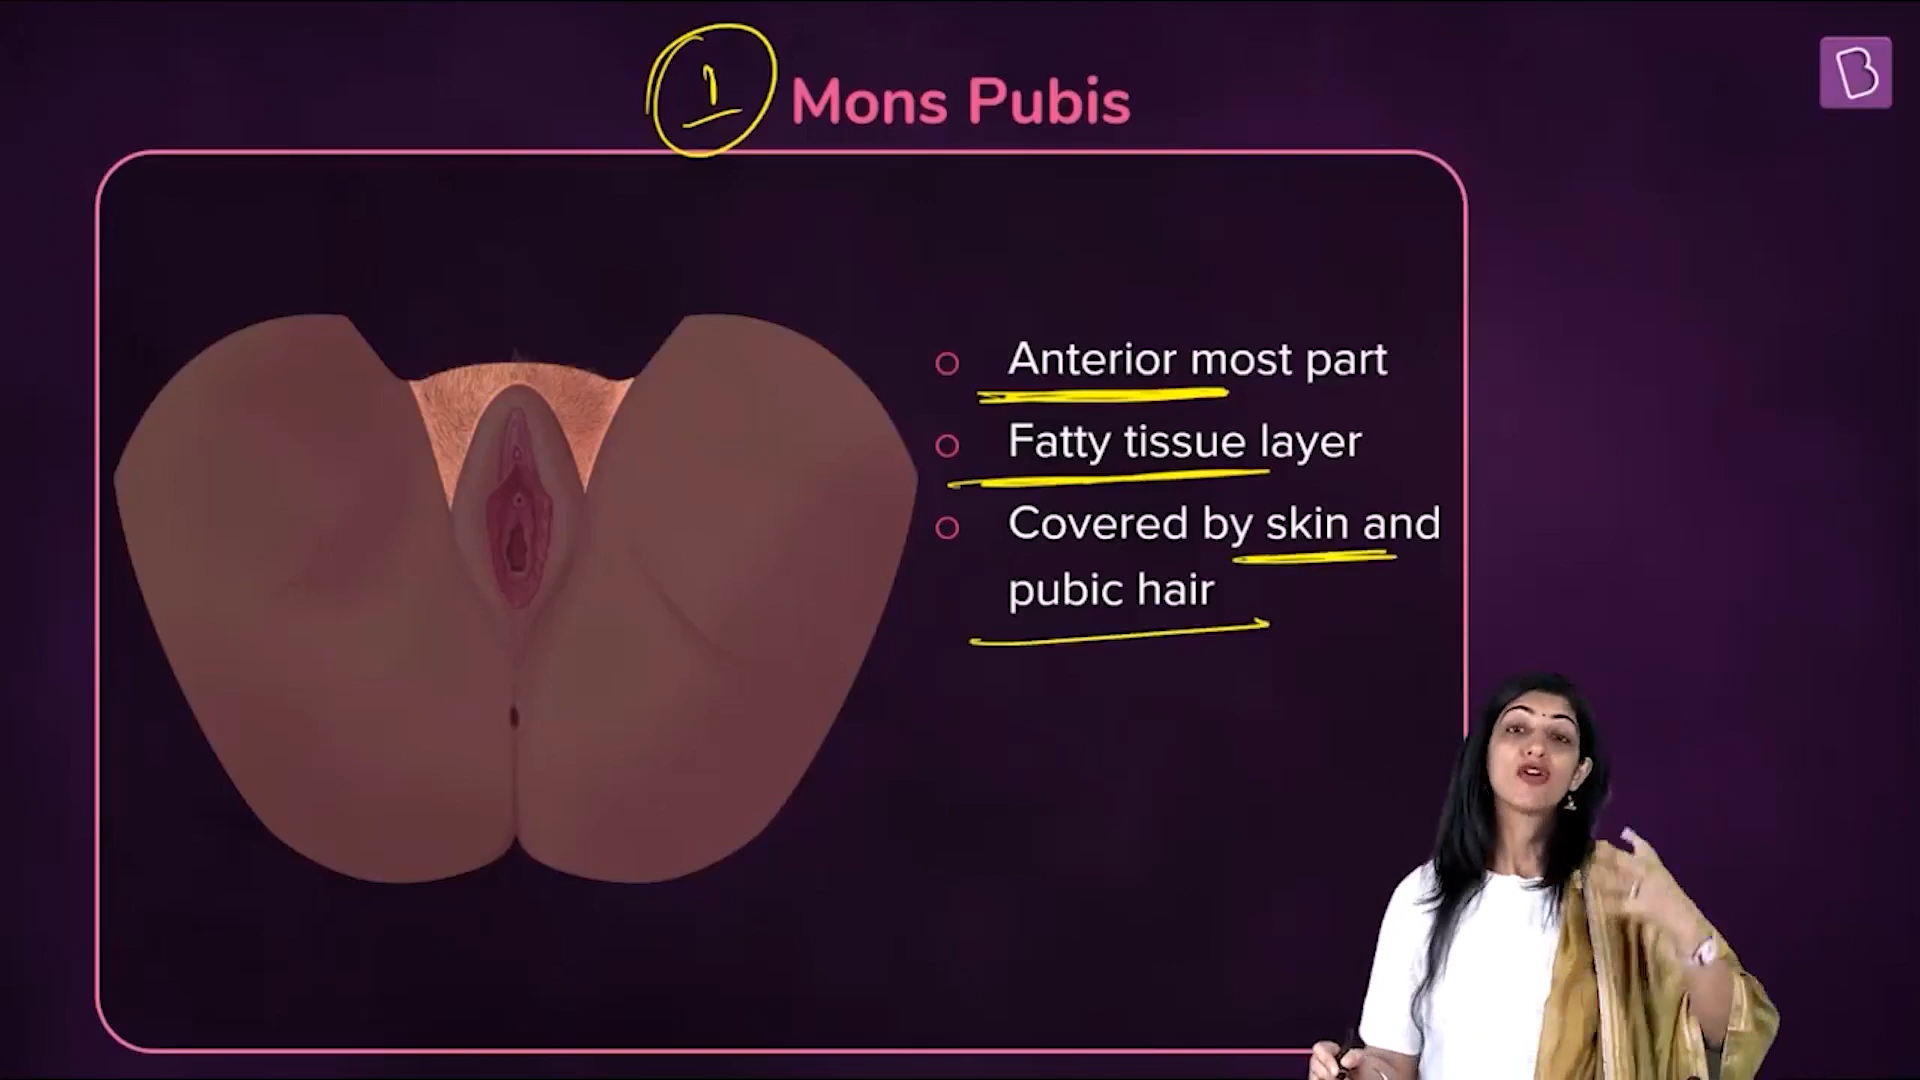 1
Mons Pubis
B
Anterior most part
Fatty tissue layer
Covered by skin and
pubic hair